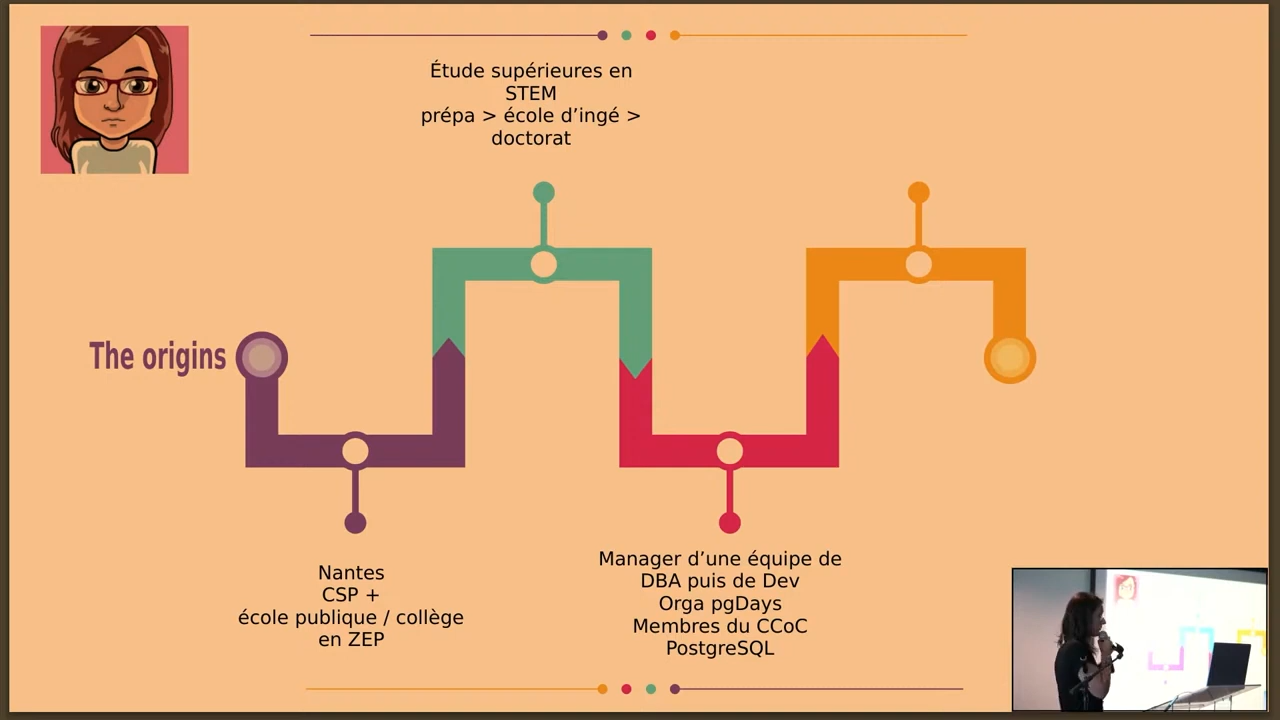 Étude supérieures en
STEM
prépa > école d’ingé >
doctorat
The origins
Nantes
CSP +
école publique / collège
en ZEP
Manager d’une équipe de
DBA puis de Dev
Orga pgDays
Membres du CCoC
PostgreSQL